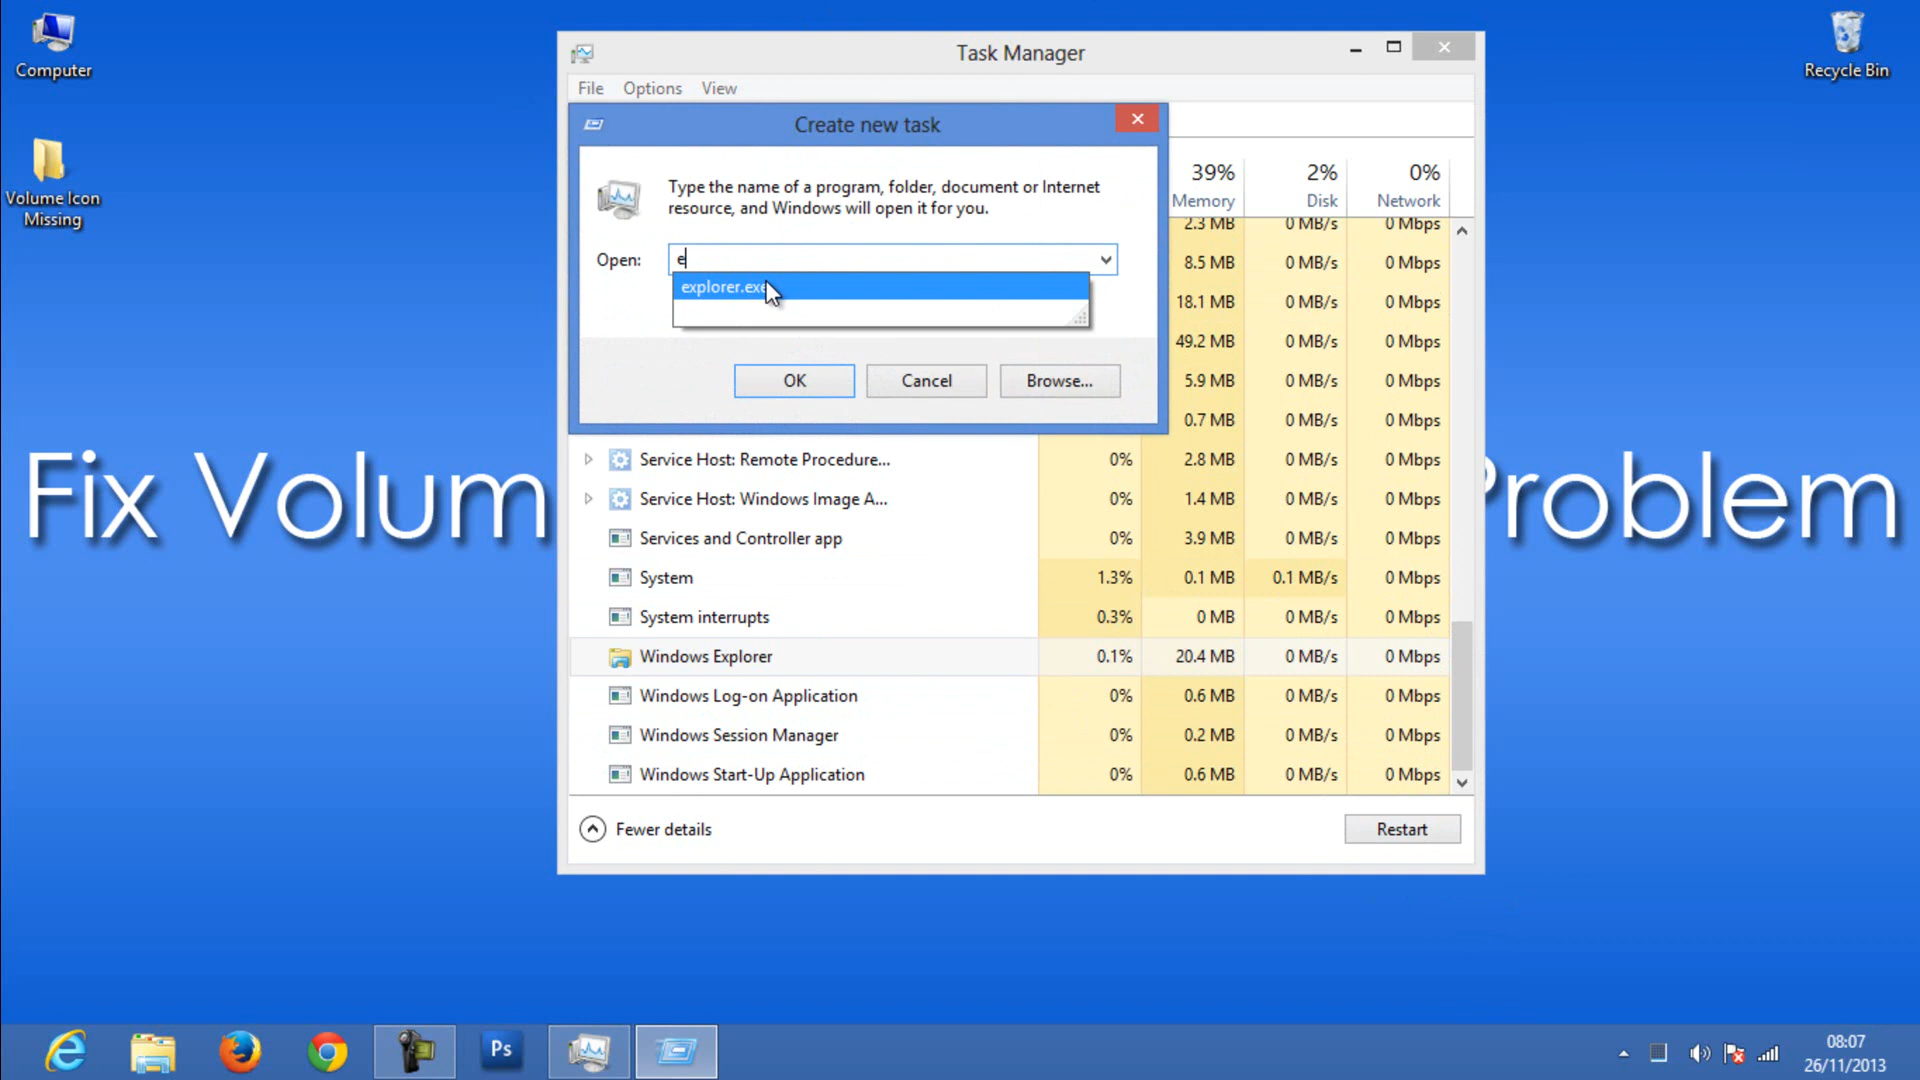 Computer
Recycle Bin
Volume Icon
Missing
Fix Volum
Problem
Task Manager
File Options View
Create new task
Type the name of a program, folder, document or Internet
resource, and Windows will open it for you.
Open: e
explorer.exe
OK Cancel Browse...
39% 2% 0%
Memory Disk Network
2.3 MB 0 MB/s 0 Mbps
8.5 MB 0 MB/s 0 Mbps
18.1 MB 0 MB/s 0 Mbps
49.2 MB 0 MB/s 0 Mbps
5.9 MB 0 MB/s 0 Mbps
0.7 MB 0 MB/s 0 Mbps
Service Host: Remote Procedure... 0% 2.8 MB 0 MB/s 0 Mbps
Service Host: Windows Image A... 0% 1.4 MB 0 MB/s 0 Mbps
Services and Controller app 0% 3.9 MB 0 MB/s 0 Mbps
System 1.3% 0.1 MB 0.1 MB/s 0 Mbps
System interrupts 0.3% 0 MB 0 MB/s 0 Mbps
Windows Explorer 0.1% 20.4 MB 0 MB/s 0 Mbps
Windows Log-on Application 0% 0.6 MB 0 MB/s 0 Mbps
Windows Session Manager 0% 0.2 MB 0 MB/s 0 Mbps
Windows Start-Up Application 0% 0.6 MB 0 MB/s 0 Mbps
Fewer details Restart
Ps
08:07
26/11/2013